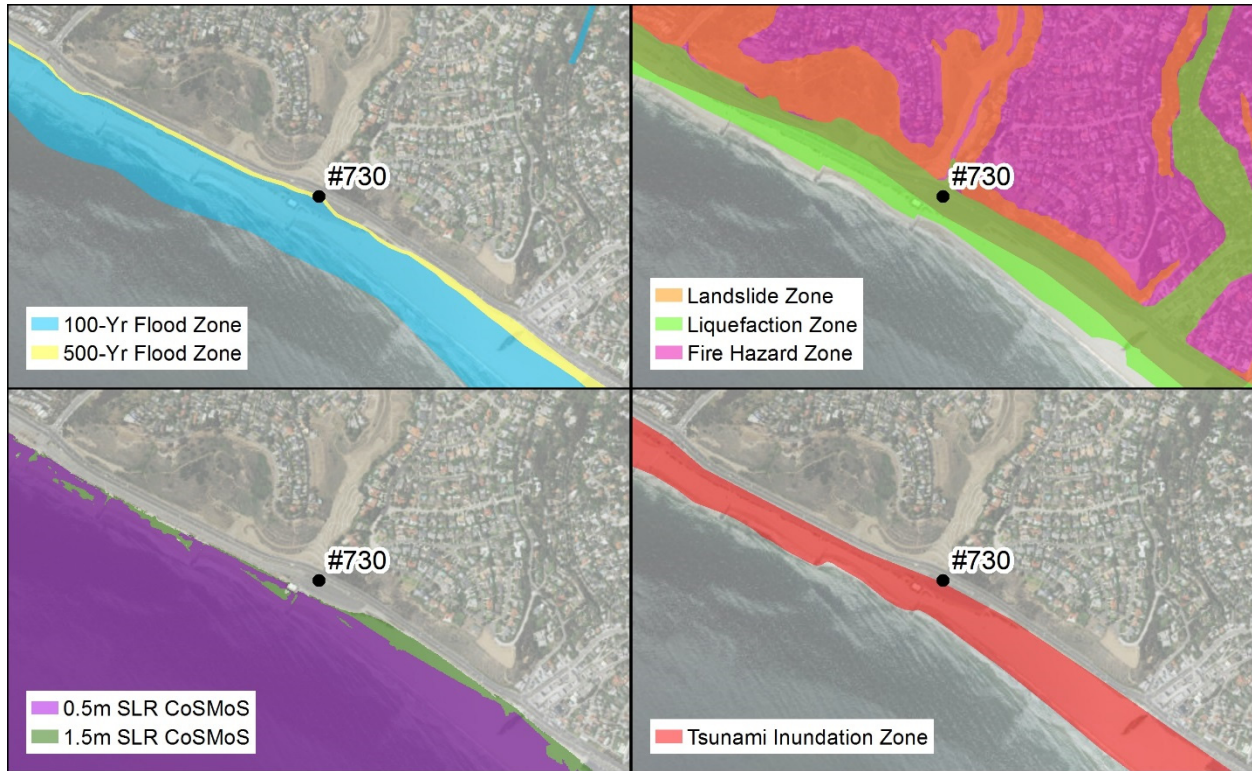 #730
100-Yr Flood Zone
500-Yr Flood Zone
#730
Landslide Zone
Liquefaction Zone
Fire Hazard Zone
#730
0.5m SLR CoSMoS
1.5m SLR CoSMoS
#730
Tsunami Inundation Zone